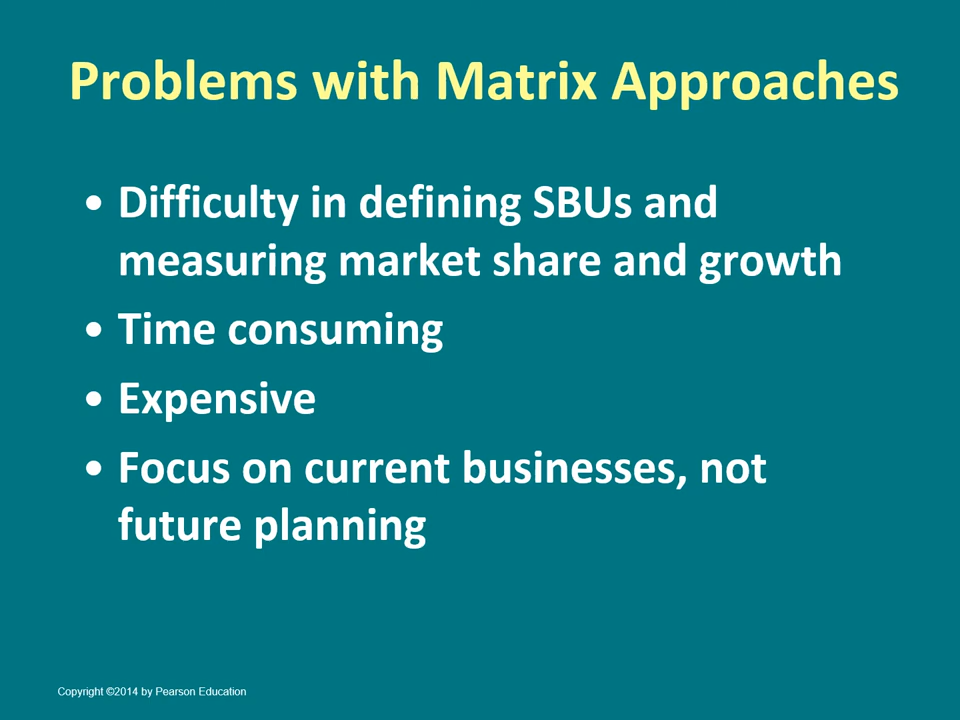 Problems with Matrix Approaches
• Difficulty in defining SBUs and
measuring market share and growth
• Time consuming
• Expensive
• Focus on current businesses, not
future planning
Copyright ©2014 by Pearson Education